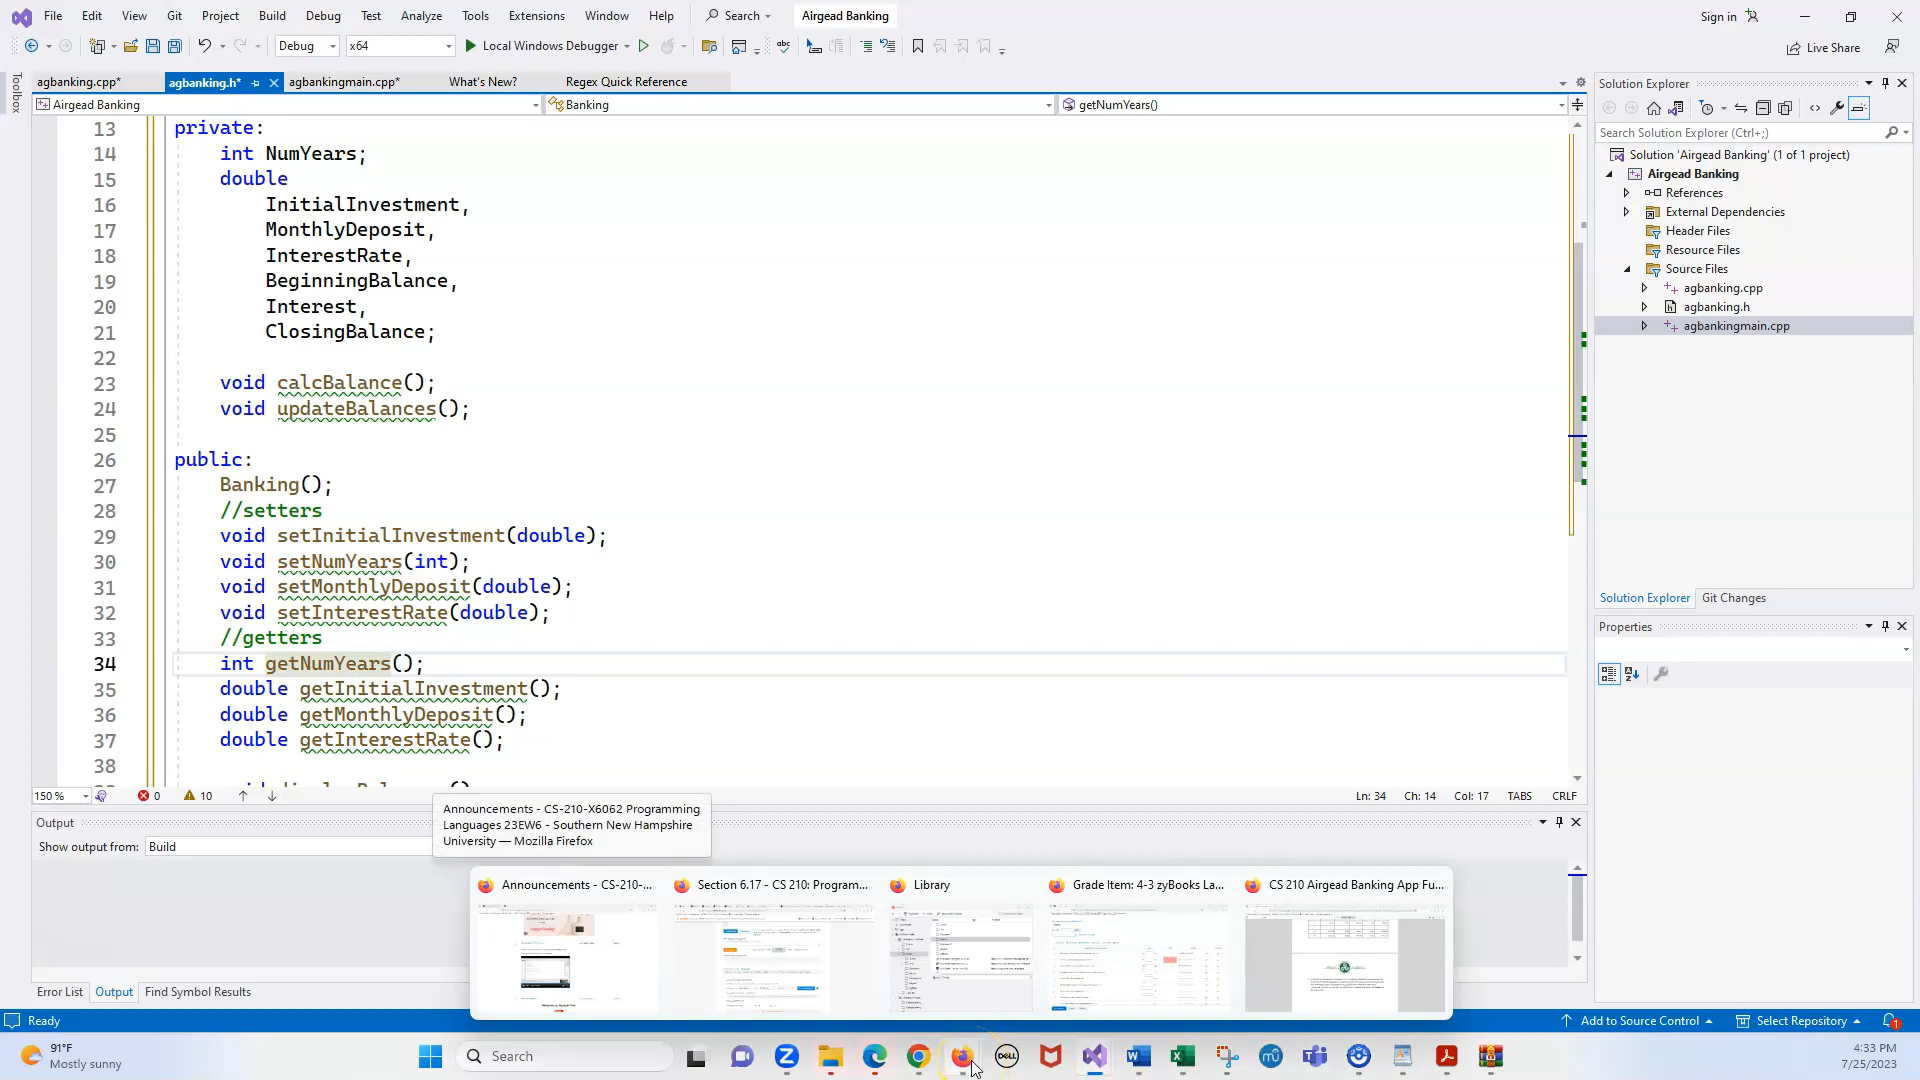 File Edit View Git Project Build Debug Test Analyze Tools Extensions Window Help Search Airgead Banking Sign in
Debug x64 Local Windows Debugger Live Share
agbanking.cpp* agbanking.h* agbankingmain.cpp* What's New? Regex Quick Reference
Airgead Banking Banking getNumYears()
Toolbox
13 private:
14 int NumYears;
15 double
16 InitialInvestment,
17 MonthlyDeposit,
18 InterestRate,
19 BeginningBalance,
20 Interest,
21 ClosingBalance;
22
23 void calcBalance();
24 void updateBalances();
25
26 public:
27 Banking();
28 //setters
29 void setInitialInvestment(double);
30 void setNumYears(int);
31 void setMonthlyDeposit(double);
32 void setInterestRate(double);
33 //getters
34 int getNumYears();
35 double getInitialInvestment();
36 double getMonthlyDeposit();
37 double getInterestRate();
38
150 % 0 10 Ln: 34 Ch: 14 Col: 17 TABS CRLF
Solution Explorer
Search Solution Explorer (Ctrl+;)
Solution 'Airgead Banking' (1 of 1 project)
Airgead Banking
References
External Dependencies
Header Files
Resource Files
Source Files
agbanking.cpp
agbanking.h
agbankingmain.cpp
Solution Explorer Git Changes
Properties
Output
Show output from: Build
Announcements - CS-210-X6062 Programming
Languages 23EW6 - Southern New Hampshire
University — Mozilla Firefox
Announcements - CS-210-... Section 6.17 - CS 210: Program... Library Grade Item: 4-3 zyBooks La... CS 210 Airgead Banking App Fu...
Error List Output Find Symbol Results
Ready Add to Source Control Select Repository 1
91°F
Mostly sunny
Search
DELL
4:33 PM
7/25/2023